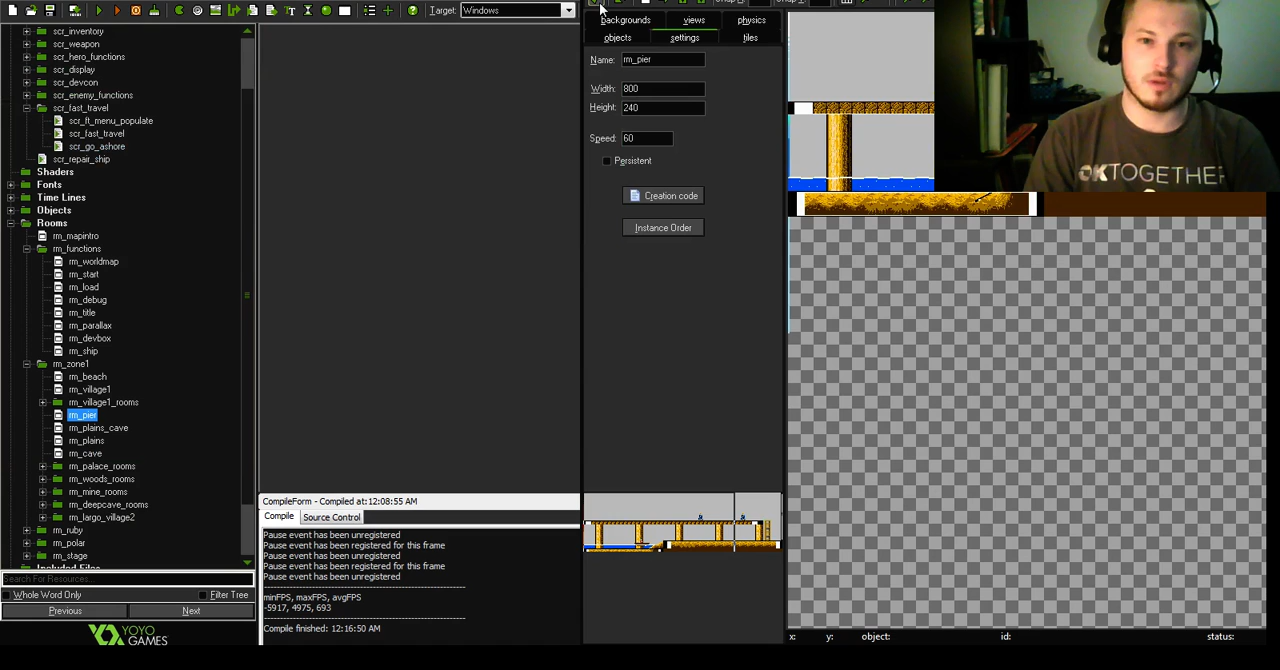 Target: Windows
scr_inventory
scr_weapon
scr_hero_functions
scr_display
scr_devcon
scr_enemy_functions
scr_fast_travel
scr_ft_menu_populate
scr_fast_travel
scr_go_ashore
scr_repair_ship
Shaders
Fonts
Time Lines
Objects
Rooms
rm_mapintro
rm_functions
rm_worldmap
rm_start
rm_load
rm_debug
rm_title
rm_parallax
rm_devbox
rm_ship
rm_zone1
rm_beach
rm_village1
rm_village1_rooms
rm_pier
rm_plains_cave
rm_plains
rm_cave
rm_palace_rooms
rm_woods_rooms
rm_mine_rooms
rm_deepcave_rooms
rm_largo_village2
rm_ruby
rm_polar
rm_stage
Included Files
Search For Resources...
Whole Word Only Filter Tree
Previous Next
YOYO
GAMES
CompileForm - Compiled at:12:08:55 AM
Compile Source Control
Pause event has been unregistered
Pause event has been registered for this frame
Pause event has been unregistered
Pause event has been registered for this frame
Pause event has been unregistered
minFPS, maxFPS, avgFPS
-5917, 4975, 693
Compile finished: 12:16:50 AM
backgrounds views physics
objects settings tiles
Name: rm_pier
Width: 800
Height: 240
Speed: 60
Persistent
Creation code
Instance Order
OKTOGETHER
x: y: object: id: status: